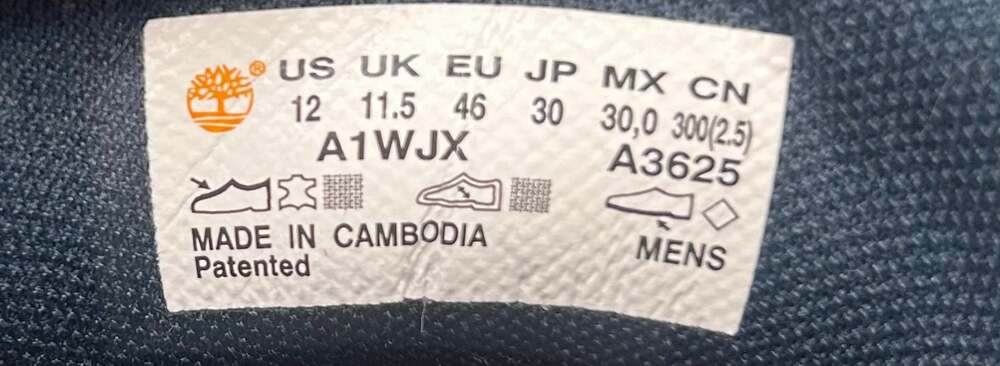 ® US UK EU JP MX CN
12 11.5 46 30 30,0 300(2.5)
A1WJX A3625
MADE IN CAMBODIA MENS
Patented